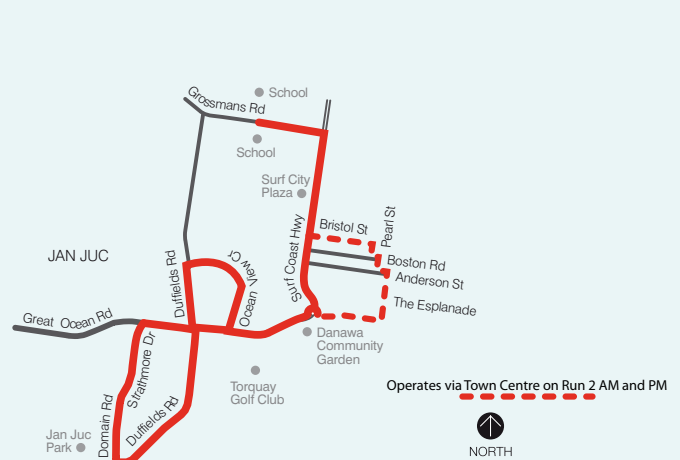 School
Grossmans Rd
School
Surf City
Plaza
Bristol St
Pearl St
Surf Coast Hwy
JAN JUC
Duffields Rd
Ocean View Cr
Boston Rd
Anderson St
The Esplanade
Great Ocean Rd
Strathmore Dr
Danawa
Community
Garden
Torquay
Golf Club
Operates via Town Centre on Run 2 AM and PM
Domain Rd
Duffields Rd
Jan Juc
Park
NORTH